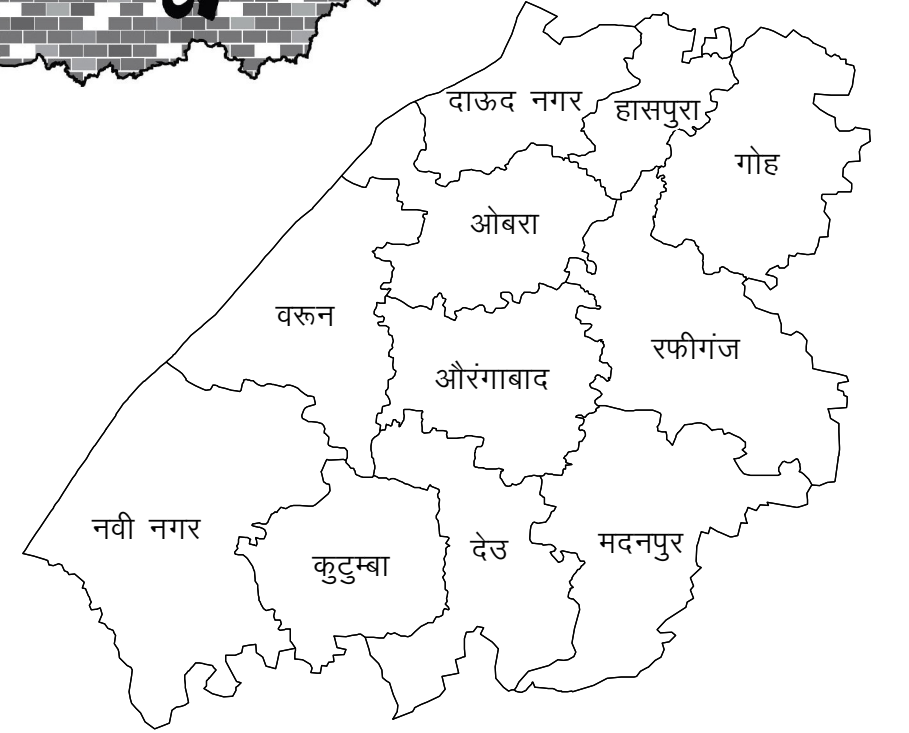 दाऊद नगर
हासपुरा
गोह
ओबरा
वरून
रफीगंज
औरंगाबाद
नवी नगर
कुटुम्बा
देउ
मदनपुर